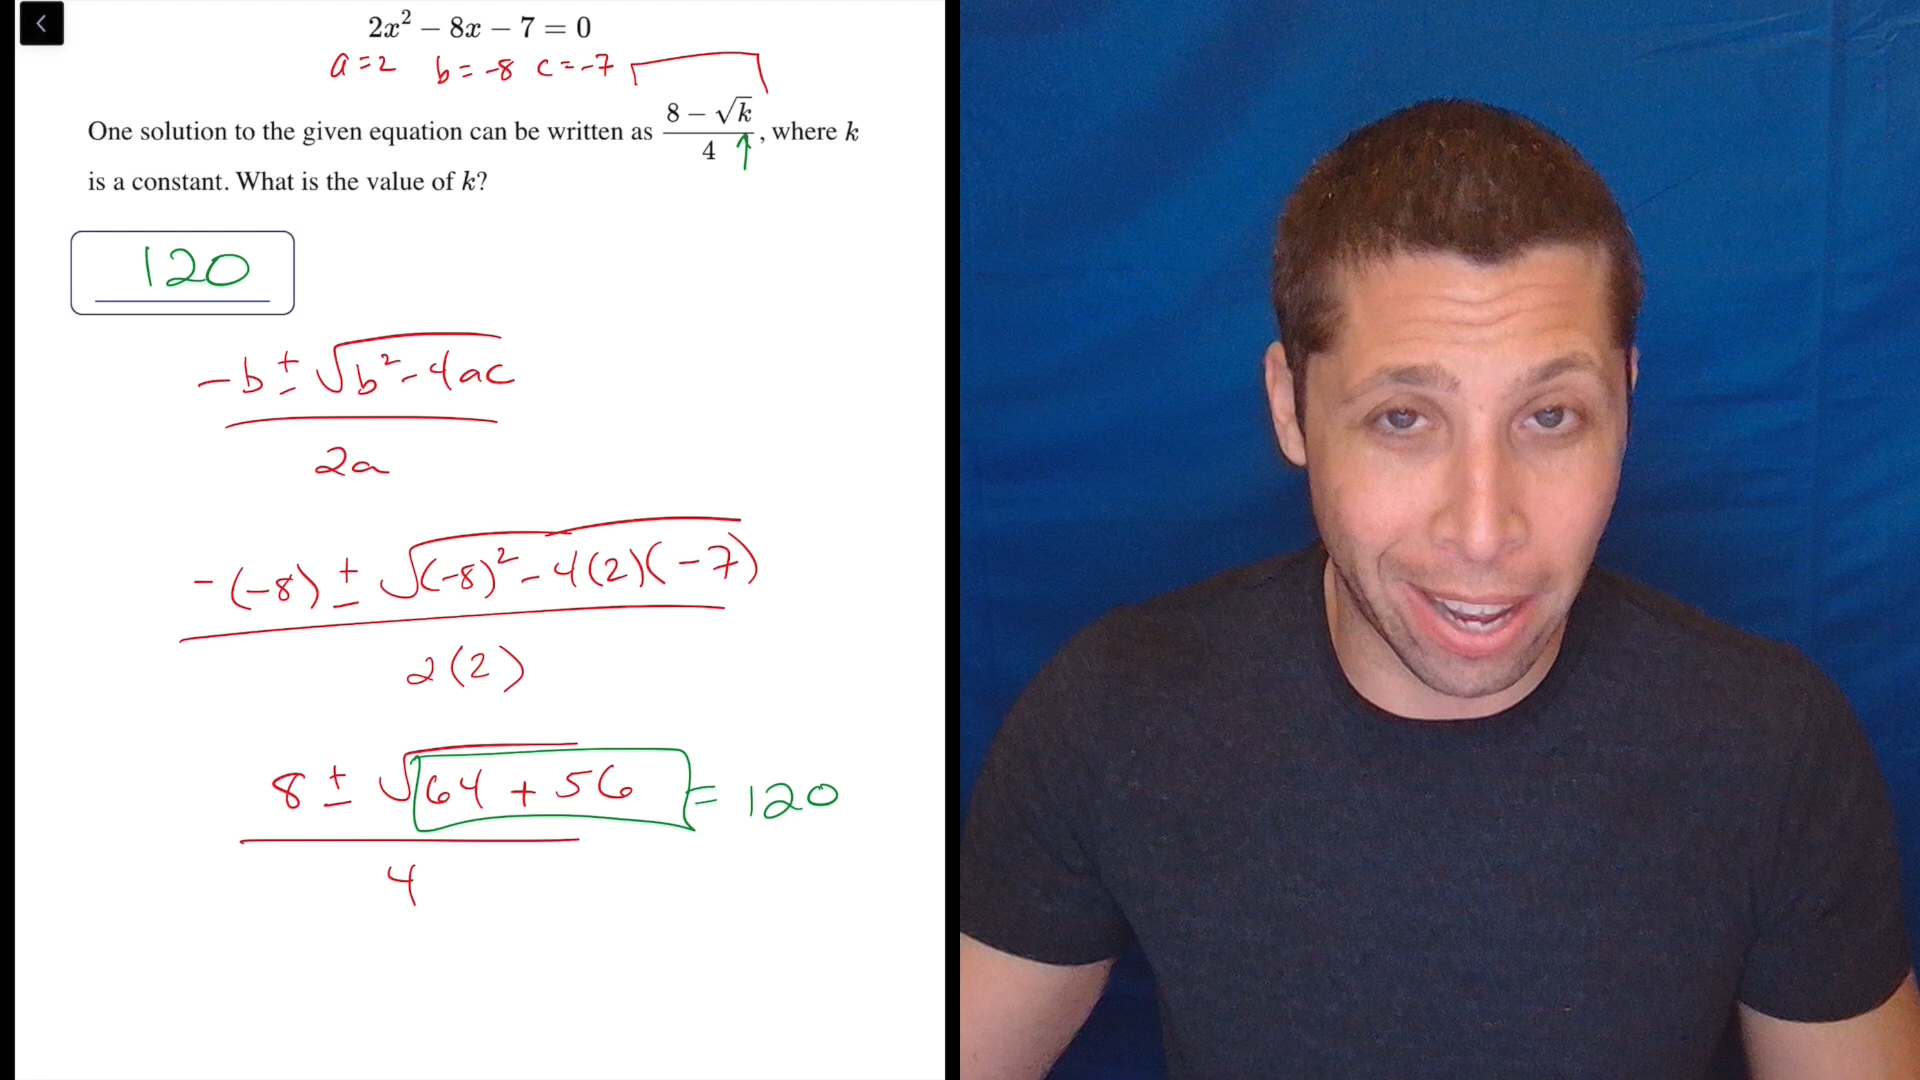 2x² − 8x − 7 = 0
a=2 b=-8 c=-7
One solution to the given equation can be written as (8 − √k)/4, where k
is a constant. What is the value of k?
120
-b ± √(b²-4ac)
2a
-(-8) ± √((-8)²-4(2)(-7))
2(2)
8 ± √(64+56) = 120
4